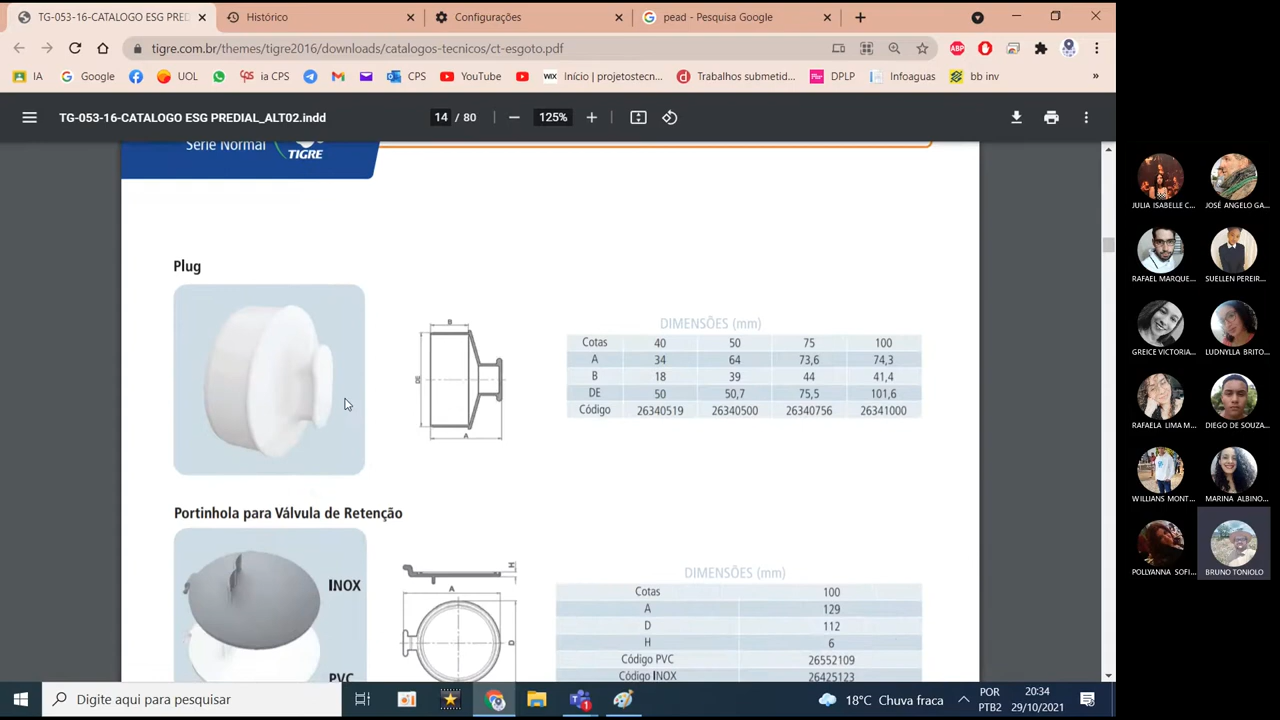 TG-053-16-CATALOGO ESG PRED
Histórico
Configurações
pead - Pesquisa Google
tigre.com.br/themes/tigre2016/downloads/catalogos-tecnicos/ct-esgoto.pdf
ABP
IA
Google
UOL
ia CPS
CPS
YouTube
WIX
Início | projetostecn...
Trabalhos submetid...
DPLP
Infoaguas
bb inv
»
TG-053-16-CATALOGO ESG PREDIAL_ALT02.indd
14 / 80
125%
Série Normal
TIGRE
Plug
B
DE
A
DIMENSÕES (mm)
Cotas 40 50 75 100
A 34 64 73,6 74,3
B 18 39 44 41,4
DE 50 50,7 75,5 101,6
Código 26340519 26340500 26340756 26341000
Portinhola para Válvula de Retenção
INOX
PVC
H
A
D
DIMENSÕES (mm)
Cotas 100
A 129
D 112
H 6
Código PVC 26552109
Código INOX 26425123
JULIA ISABELLE C...
JOSÉ ANGELO GA...
RAFAEL MARQUE...
SUELLEN PEREIR...
GREICE VICTORIA...
LUDNYLLA BRITO...
RAFAELA LIMA M...
DIEGO DE SOUZA...
WILLIANS MONT...
MARINA ALBINO...
POLLYANNA SOFI...
BRUNO TONIOLO
Digite aqui para pesquisar
18°C Chuva fraca
POR
PTB2
20:34
29/10/2021